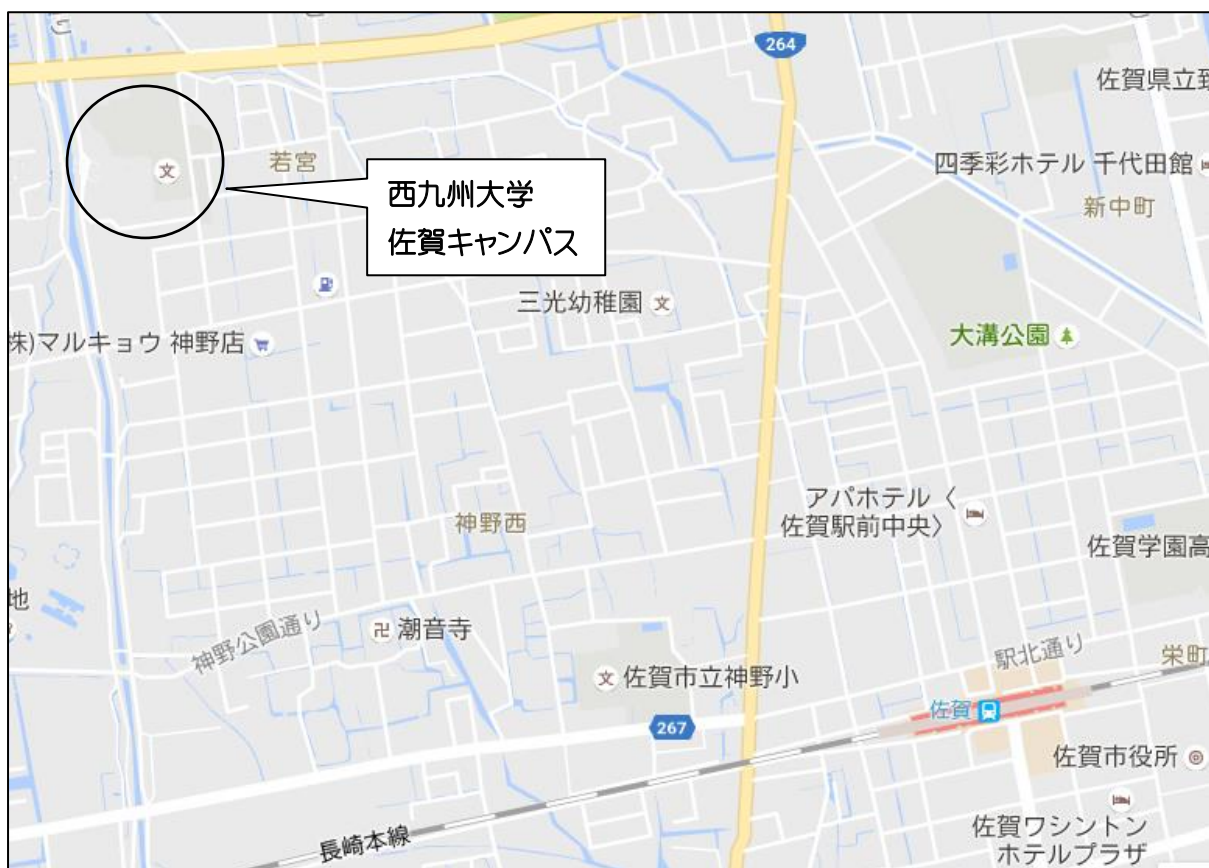 264
佐賀県立致
四季彩ホテル 千代田館
新中町
若宮
文
西九州大学
佐賀キャンパス
三光幼稚園 文
大溝公園
株)マルキョウ 神野店
アパホテル〈
佐賀駅前中央〉
神野西
佐賀学園高
地
神野公園通り
卍 潮音寺
駅北通り
栄町
文 佐賀市立神野小
佐賀
267
佐賀市役所
長崎本線
佐賀ワシントン
ホテルプラザ